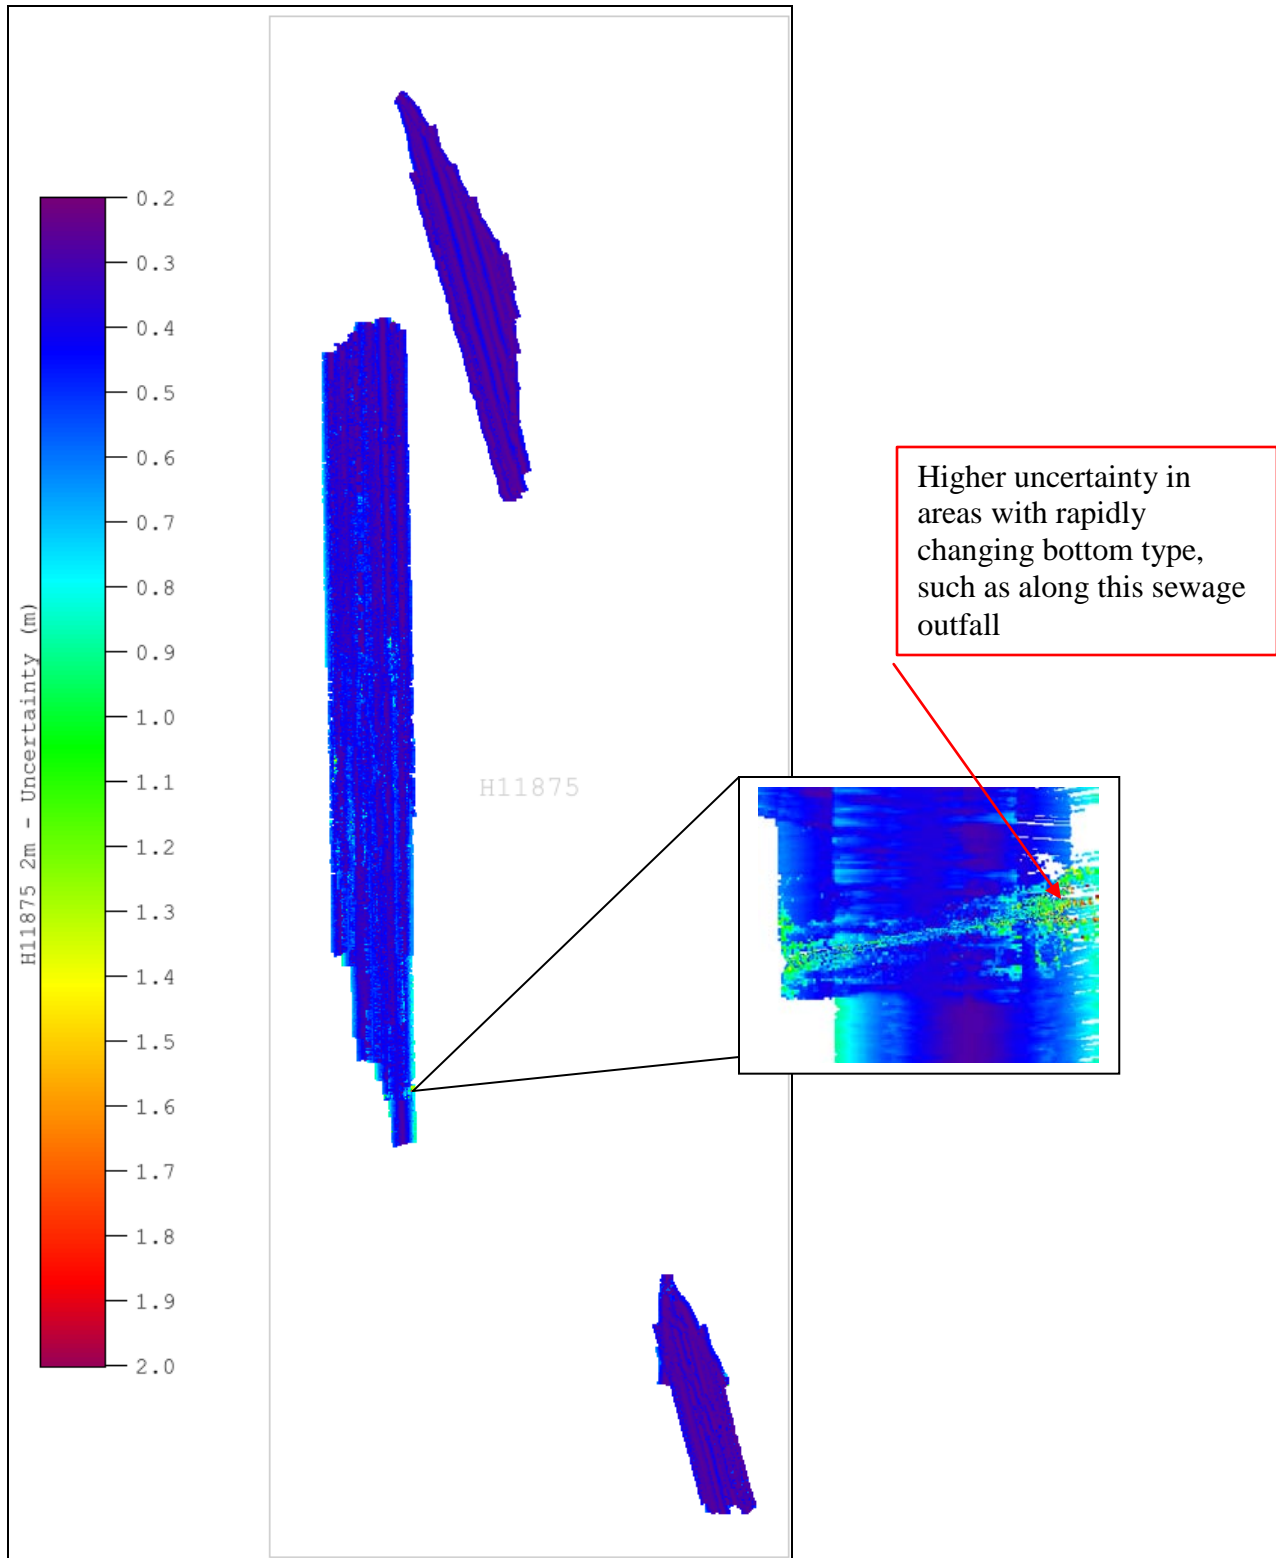 H11875 2m - Uncertainty (m)
0.2
0.3
0.4
0.5
0.6
0.7
0.8
0.9
1.0
1.1
1.2
1.3
1.4
1.5
1.6
1.7
1.8
1.9
2.0
H11875
Higher uncertainty in
areas with rapidly
changing bottom type,
such as along this sewage
outfall